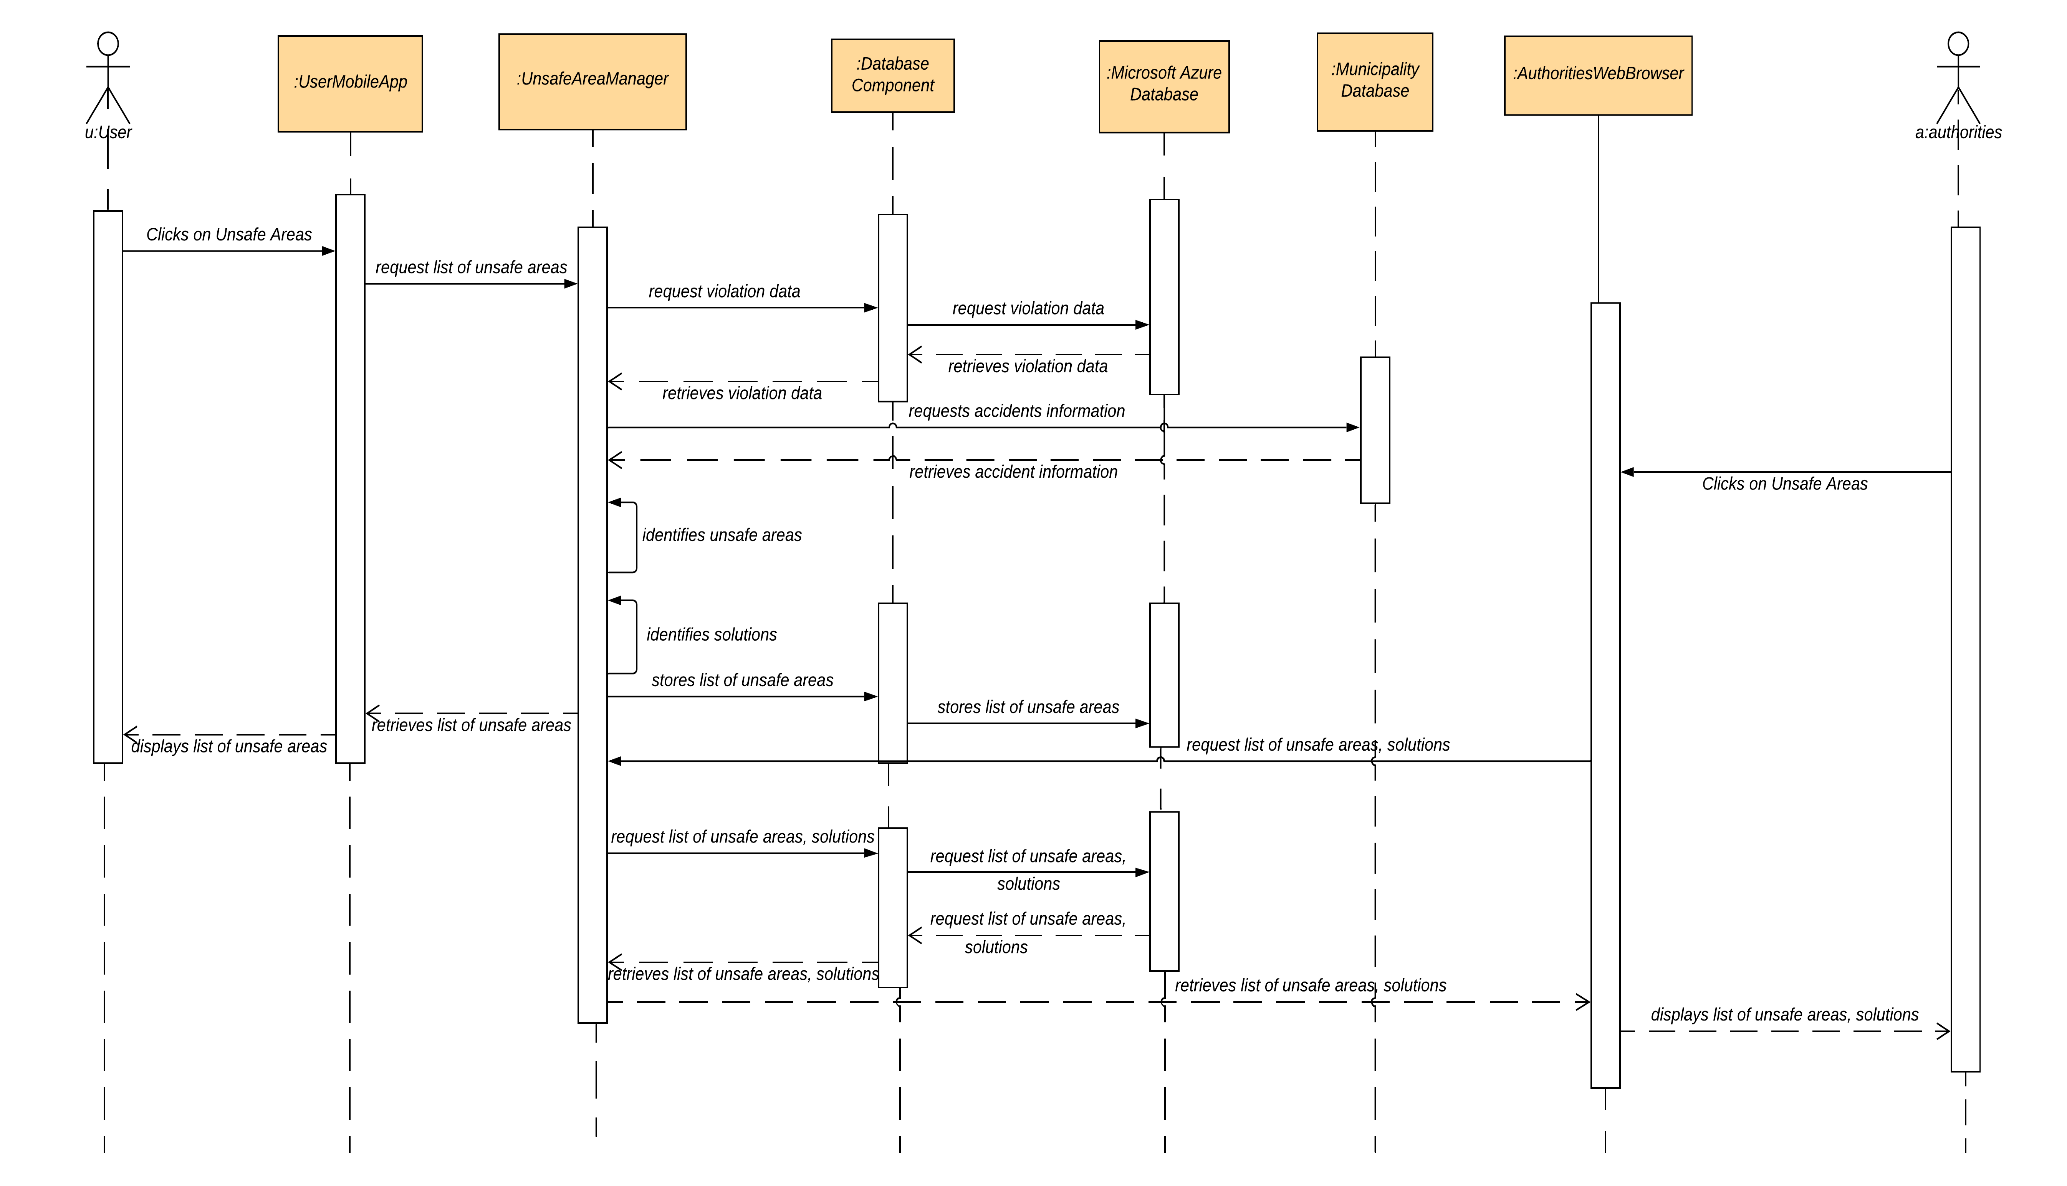 u:User
:UserMobileApp
:UnsafeAreaManager
:Database
Component
:Microsoft Azure
Database
:Municipality
Database
:AuthoritiesWebBrowser
a:authorities
Clicks on Unsafe Areas
request list of unsafe areas
request violation data
request violation data
retrieves violation data
retrieves violation data
requests accidents information
retrieves accident information
Clicks on Unsafe Areas
identifies unsafe areas
identifies solutions
stores list of unsafe areas
stores list of unsafe areas
retrieves list of unsafe areas
displays list of unsafe areas
request list of unsafe areas, solutions
request list of unsafe areas, solutions
request list of unsafe areas,
solutions
request list of unsafe areas,
solutions
retrieves list of unsafe areas, solutions
retrieves list of unsafe areas, solutions
displays list of unsafe areas, solutions